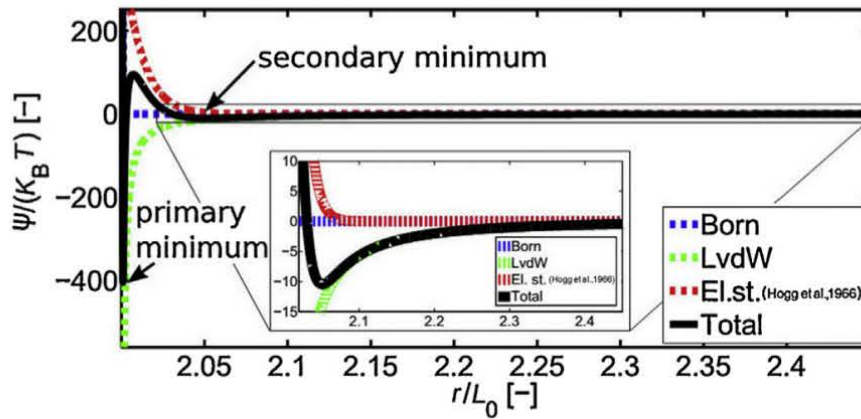 200
0
−200
−400
Ψ/(K_B T) [−]
secondary minimum
primary
minimum
10
5
0
−5
−10
−15
Born
LvdW
El. st. (Hogg et al., 1966)
Total
2.1
2.2
2.3
2.4
Born
LvdW
El.st. (Hogg et al., 1966)
Total
2.05
2.1
2.15
2.2
2.25
2.3
2.35
2.4
r/L₀ [−]